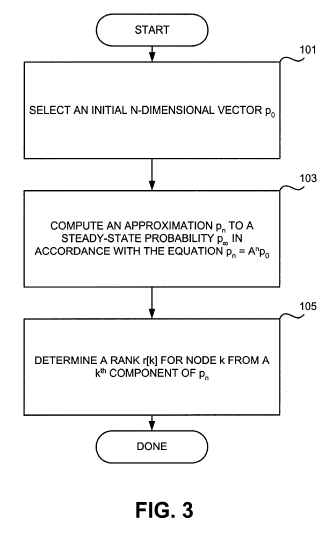 START
101
SELECT AN INITIAL N-DIMENSIONAL VECTOR p₀
103
COMPUTE AN APPROXIMATION pₙ TO A
STEADY-STATE PROBABILITY p∞ IN
ACCORDANCE WITH THE EQUATION pₙ = Aⁿp₀
105
DETERMINE A RANK r[k] FOR NODE k FROM A
kᵗʰ COMPONENT OF pₙ
DONE
FIG. 3